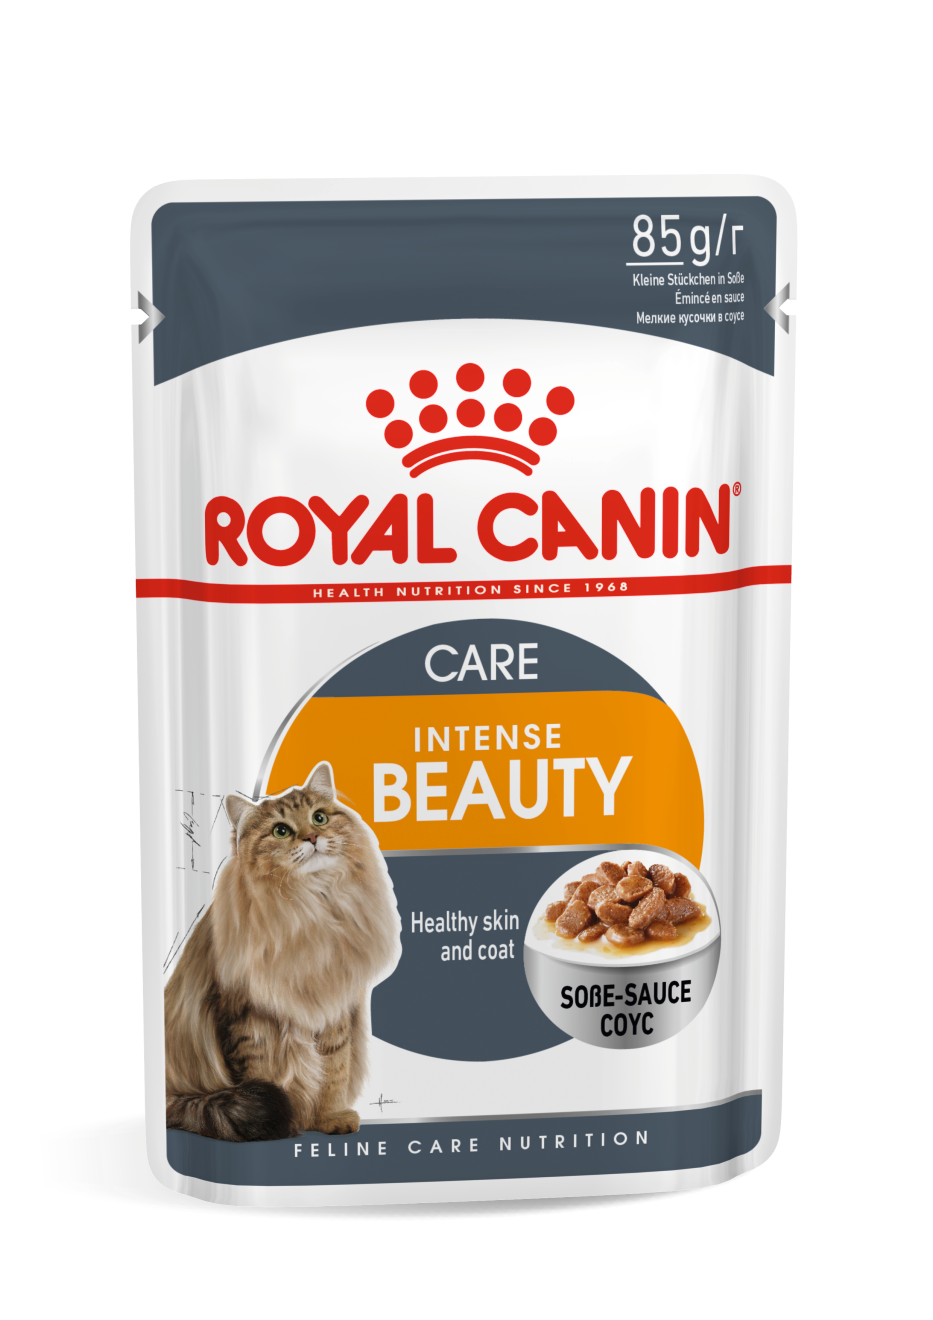 85g/г
Kleine Stückchen in Soße
Émincé en sauce
Мелкие кусочки в соусе
ROYAL CANIN®
HEALTH NUTRITION SINCE 1968
CARE
INTENSE
BEAUTY
Healthy skin
and coat
SOßE-SAUCE
СОУС
FELINE CARE NUTRITION